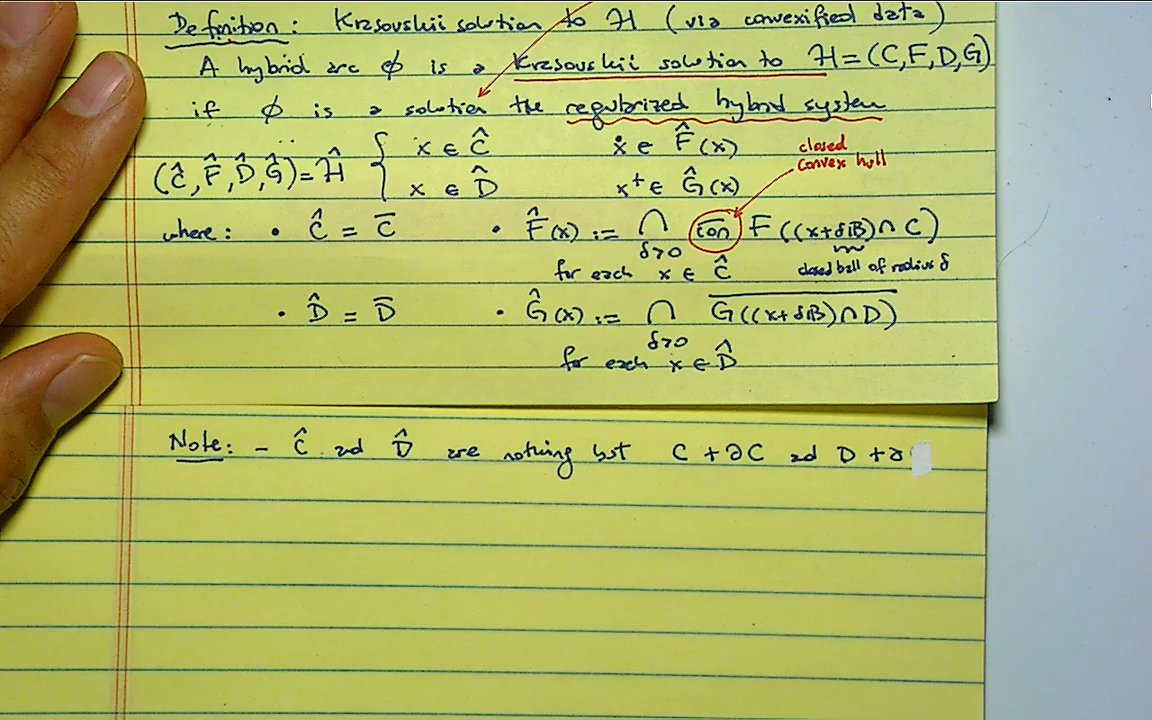 Definition: Krasovskii solution to H (via convexified data)
A hybrid arc φ is a Krasovskii solution to H = (C, F, D, G)
if φ is a solution the regularized hybrid system
(Ĉ, F̂, D̂, Ĝ) = Ĥ { x ∈ Ĉ ẋ ∈ F̂(x)
x ∈ D̂ x⁺ ∈ Ĝ(x)
closed
convex hull
where: • Ĉ = C̅ • F̂(x) := ∩_{δ>0} c̅o̅n̅ F((x+δB)∩C)
for each x ∈ Ĉ closed ball of radius δ
• D̂ = D̅ • Ĝ(x) := ∩_{δ>0} \overline{G((x+δB)∩D)}
for each x ∈ D̂
Note: - Ĉ and D̂ are nothing but C + ∂C and D + ∂